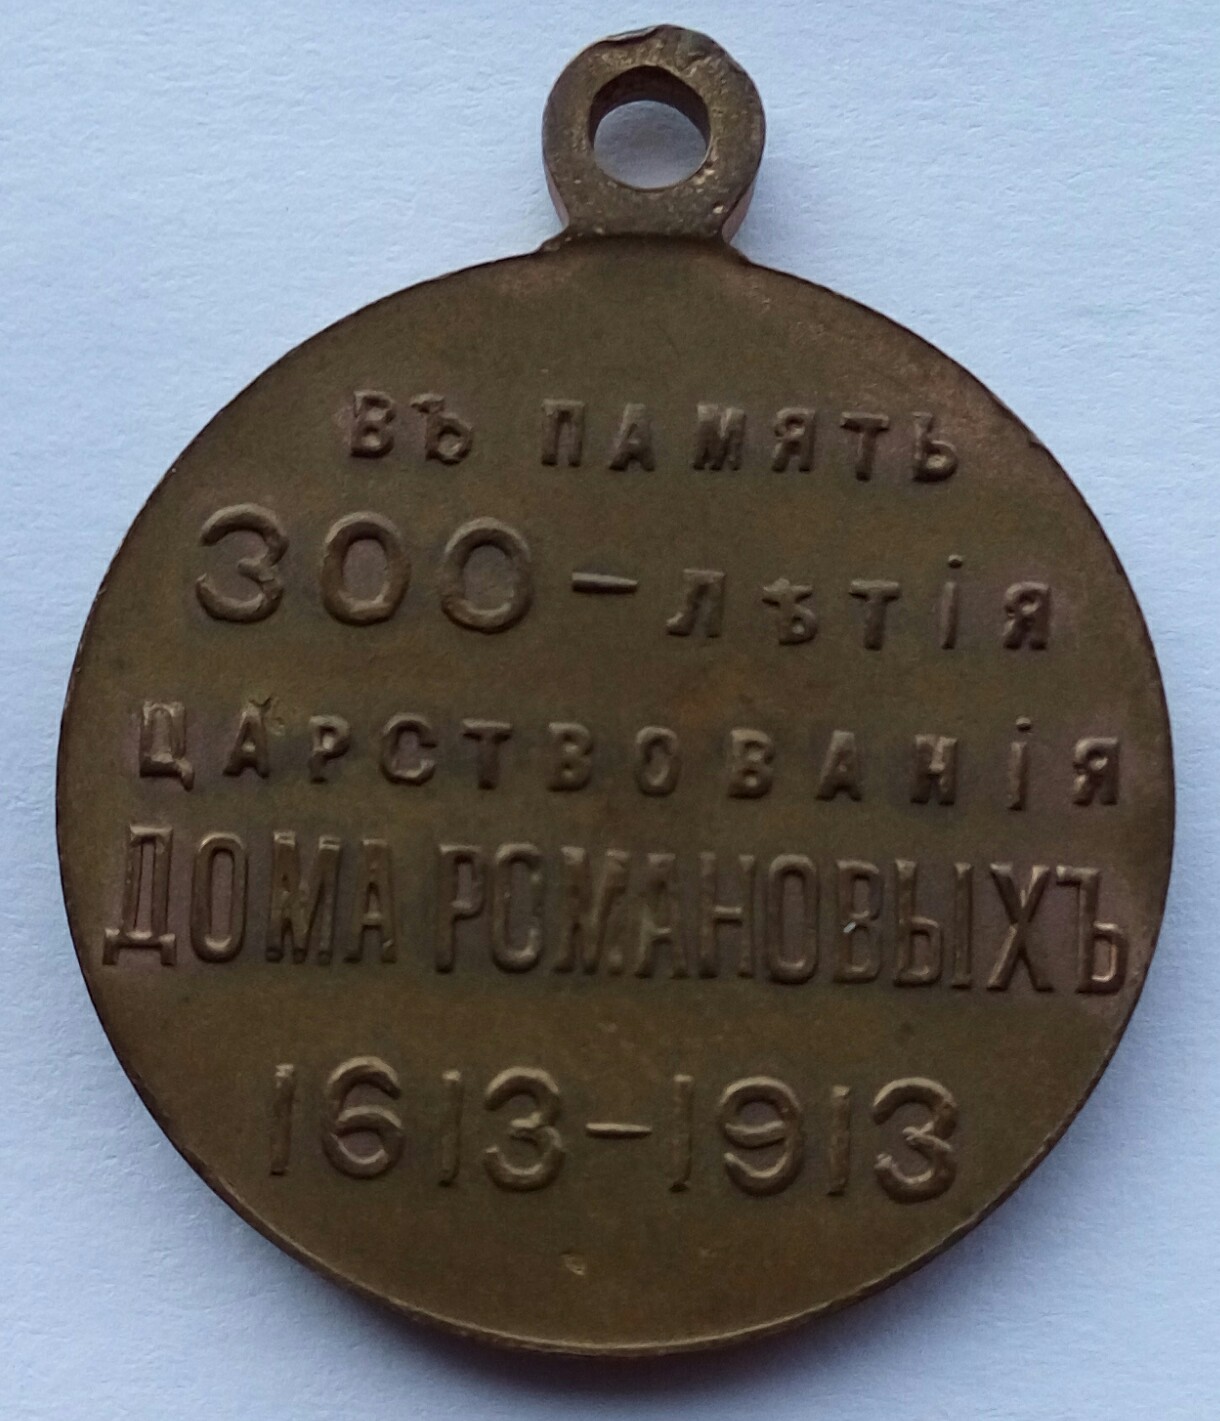 ВЪ ПАМЯТЬ
300-ЛѢТІЯ
ЦАРСТВОВАНІЯ
ДОМА РОМАНОВЫХЪ
1613-1913